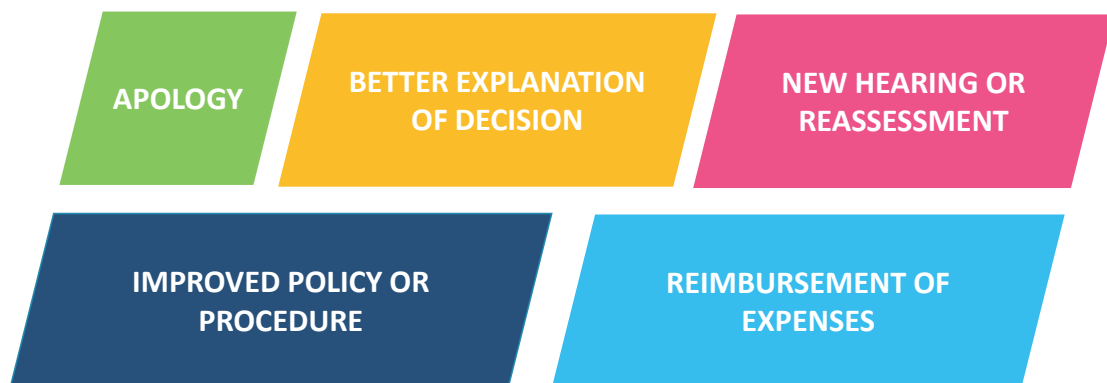 APOLOGY
BETTER EXPLANATION
OF DECISION
NEW HEARING OR
REASSESSMENT
IMPROVED POLICY OR
PROCEDURE
REIMBURSEMENT OF
EXPENSES